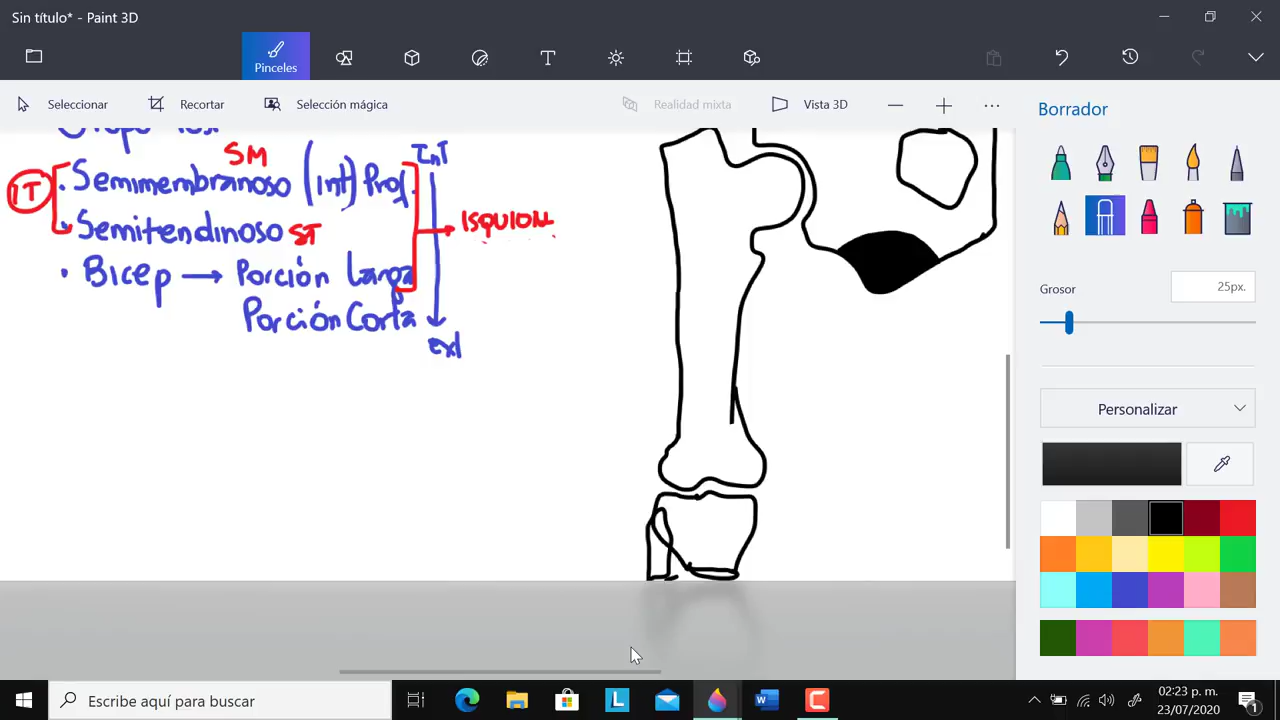 Sin título* - Paint 3D
Pinceles
Seleccionar
Recortar
Selección mágica
Realidad mixta
Vista 3D
Borrador
Grosor
25px.
Personalizar
SM
InT
IT
Semimembranoso (Int) Prof.
Semitendinoso ST
ISQUION
Bicep → Porción Larga
Porción Corta
ext
Escribe aquí para buscar
02:23 p. m.
23/07/2020
1